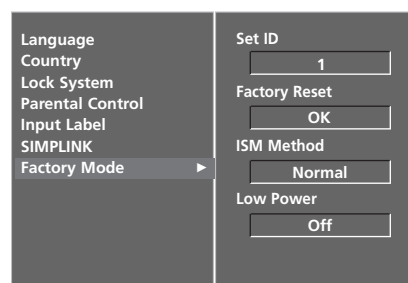 Language
Country
Lock System
Parental Control
Input Label
SIMPLINK
Factory Mode ►
Set ID
1
Factory Reset
OK
ISM Method
Normal
Low Power
Off